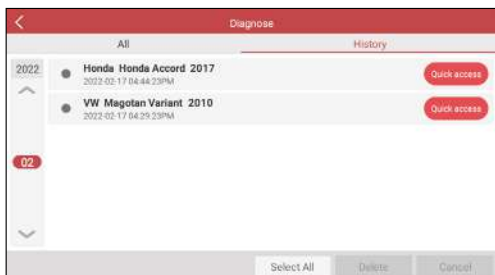 Diagnose
All
History
2022
Honda Honda Accord 2017
2022-02-17 04:44:23PM
Quick access
VW Magotan Variant 2010
2022-02-17 04:29:23PM
Quick access
02
Select All
Delete
Cancel